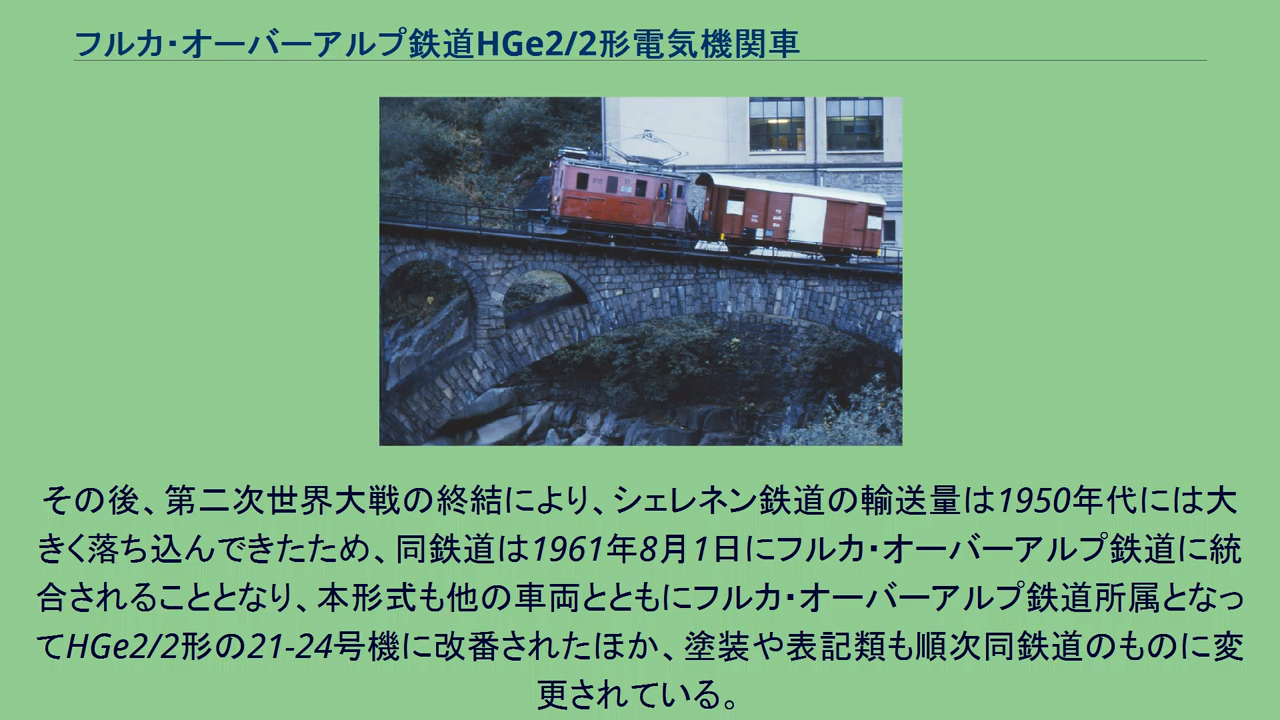 フルカ・オーバーアルプ鉄道HGe2/2形電気機関車
その後、第二次世界大戦の終結により、シェレネン鉄道の輸送量は1950年代には大
きく落ち込んできたため、同鉄道は1961年8月1日にフルカ・オーバーアルプ鉄道に統
合されることとなり、本形式も他の車両とともにフルカ・オーバーアルプ鉄道所属となっ
てHGe2/2形の21-24号機に改番されたほか、塗装や表記類も順次同鉄道のものに変
更されている。